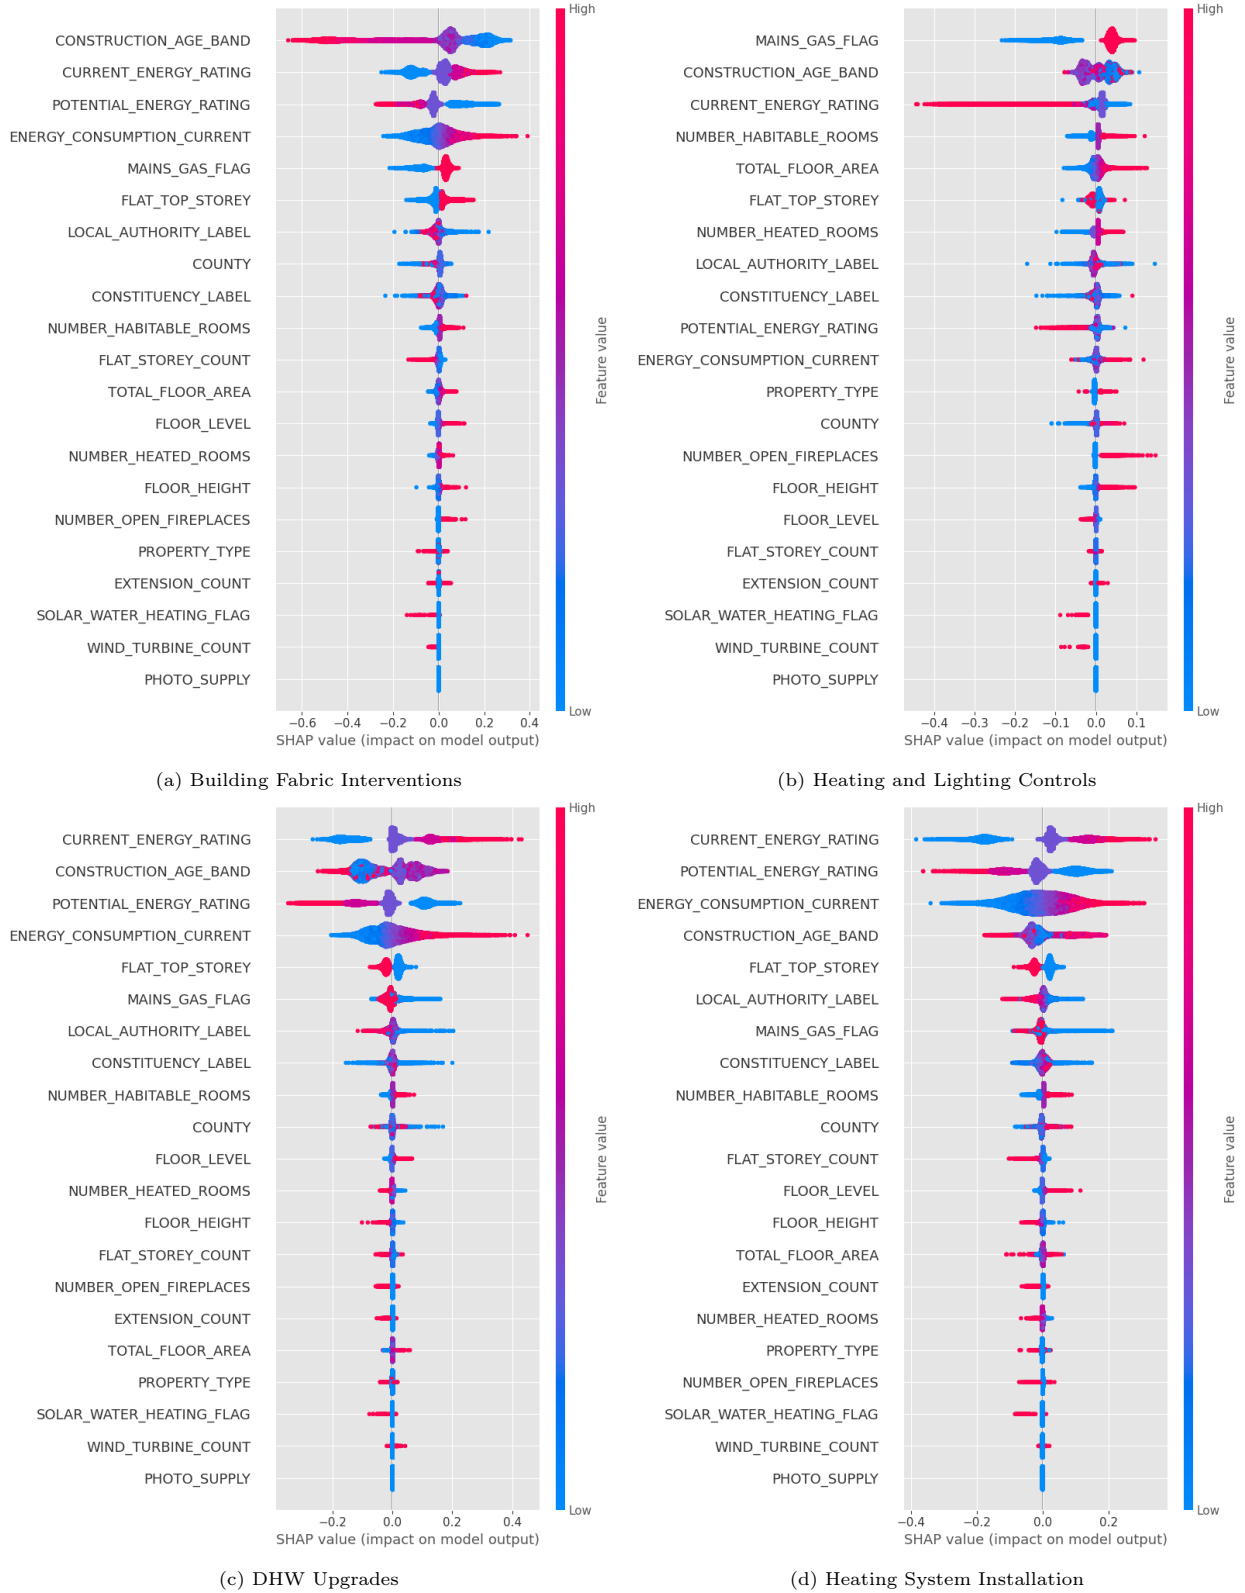 High
CONSTRUCTION_AGE_BAND
CURRENT_ENERGY_RATING
POTENTIAL_ENERGY_RATING
ENERGY_CONSUMPTION_CURRENT
MAINS_GAS_FLAG
FLAT_TOP_STOREY
LOCAL_AUTHORITY_LABEL
COUNTY
CONSTITUENCY_LABEL
NUMBER_HABITABLE_ROOMS
FLAT_STOREY_COUNT
TOTAL_FLOOR_AREA
FLOOR_LEVEL
NUMBER_HEATED_ROOMS
FLOOR_HEIGHT
NUMBER_OPEN_FIREPLACES
PROPERTY_TYPE
EXTENSION_COUNT
SOLAR_WATER_HEATING_FLAG
WIND_TURBINE_COUNT
PHOTO_SUPPLY
Feature value
Low
−0.6 −0.4 −0.2 0.0 0.2 0.4
SHAP value (impact on model output)
(a) Building Fabric Interventions
High
MAINS_GAS_FLAG
CONSTRUCTION_AGE_BAND
CURRENT_ENERGY_RATING
NUMBER_HABITABLE_ROOMS
TOTAL_FLOOR_AREA
FLAT_TOP_STOREY
NUMBER_HEATED_ROOMS
LOCAL_AUTHORITY_LABEL
CONSTITUENCY_LABEL
POTENTIAL_ENERGY_RATING
ENERGY_CONSUMPTION_CURRENT
PROPERTY_TYPE
COUNTY
NUMBER_OPEN_FIREPLACES
FLOOR_HEIGHT
FLOOR_LEVEL
FLAT_STOREY_COUNT
EXTENSION_COUNT
SOLAR_WATER_HEATING_FLAG
WIND_TURBINE_COUNT
PHOTO_SUPPLY
Feature value
Low
−0.4 −0.3 −0.2 −0.1 0.0 0.1
SHAP value (impact on model output)
(b) Heating and Lighting Controls
High
CURRENT_ENERGY_RATING
CONSTRUCTION_AGE_BAND
POTENTIAL_ENERGY_RATING
ENERGY_CONSUMPTION_CURRENT
FLAT_TOP_STOREY
MAINS_GAS_FLAG
LOCAL_AUTHORITY_LABEL
CONSTITUENCY_LABEL
NUMBER_HABITABLE_ROOMS
COUNTY
FLOOR_LEVEL
NUMBER_HEATED_ROOMS
FLOOR_HEIGHT
FLAT_STOREY_COUNT
NUMBER_OPEN_FIREPLACES
EXTENSION_COUNT
TOTAL_FLOOR_AREA
PROPERTY_TYPE
SOLAR_WATER_HEATING_FLAG
WIND_TURBINE_COUNT
PHOTO_SUPPLY
Feature value
Low
−0.2 0.0 0.2 0.4
SHAP value (impact on model output)
(c) DHW Upgrades
High
CURRENT_ENERGY_RATING
POTENTIAL_ENERGY_RATING
ENERGY_CONSUMPTION_CURRENT
CONSTRUCTION_AGE_BAND
FLAT_TOP_STOREY
LOCAL_AUTHORITY_LABEL
MAINS_GAS_FLAG
CONSTITUENCY_LABEL
NUMBER_HABITABLE_ROOMS
COUNTY
FLAT_STOREY_COUNT
FLOOR_LEVEL
FLOOR_HEIGHT
TOTAL_FLOOR_AREA
EXTENSION_COUNT
NUMBER_HEATED_ROOMS
PROPERTY_TYPE
NUMBER_OPEN_FIREPLACES
SOLAR_WATER_HEATING_FLAG
WIND_TURBINE_COUNT
PHOTO_SUPPLY
Feature value
Low
−0.4 −0.2 0.0 0.2
SHAP value (impact on model output)
(d) Heating System Installation